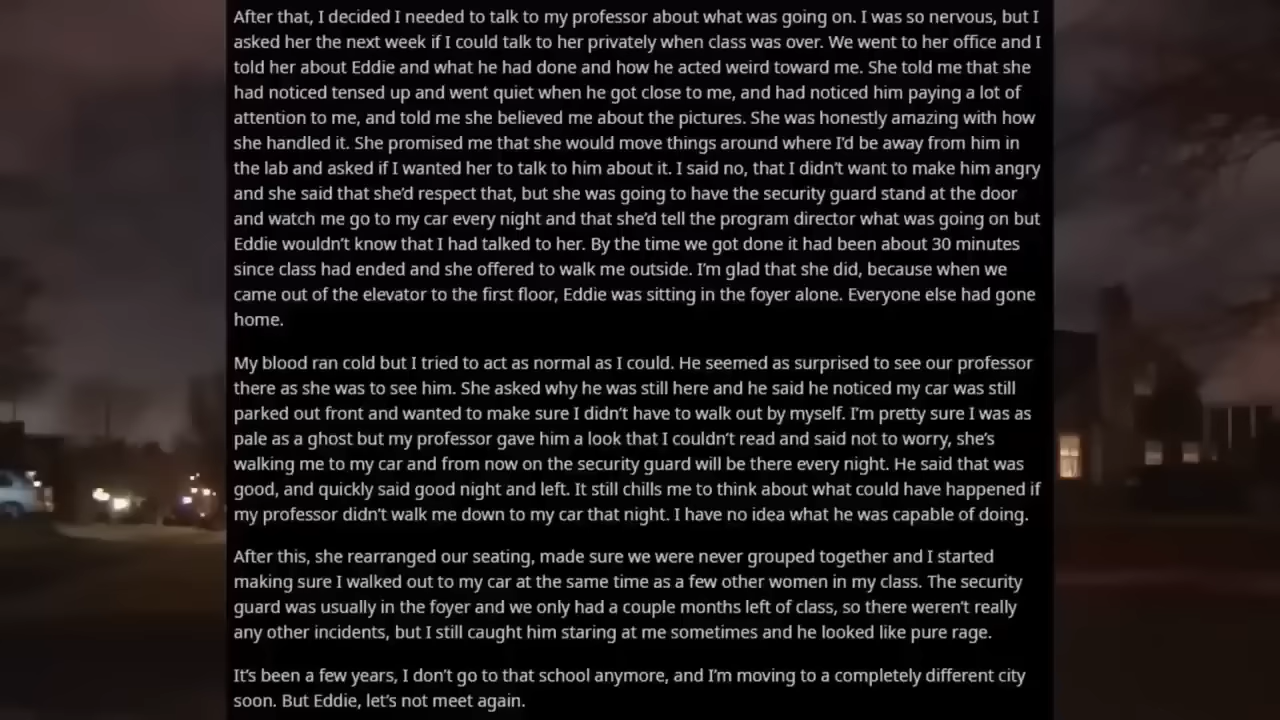 After that, I decided I needed to talk to my professor about what was going on. I was so nervous, but I
asked her the next week if I could talk to her privately when class was over. We went to her office and I
told her about Eddie and what he had done and how he acted weird toward me. She told me that she
had noticed tensed up and went quiet when he got close to me, and had noticed him paying a lot of
attention to me, and told me she believed me about the pictures. She was honestly amazing with how
she handled it. She promised me that she would move things around where I’d be away from him in
the lab and asked if I wanted her to talk to him about it. I said no, that I didn’t want to make him angry
and she said that she’d respect that, but she was going to have the security guard stand at the door
and watch me go to my car every night and that she’d tell the program director what was going on but
Eddie wouldn’t know that I had talked to her. By the time we got done it had been about 30 minutes
since class had ended and she offered to walk me outside. I’m glad that she did, because when we
came out of the elevator to the first floor, Eddie was sitting in the foyer alone. Everyone else had gone
home.
My blood ran cold but I tried to act as normal as I could. He seemed as surprised to see our professor
there as she was to see him. She asked why he was still here and he said he noticed my car was still
parked out front and wanted to make sure I didn’t have to walk out by myself. I’m pretty sure I was as
pale as a ghost but my professor gave him a look that I couldn’t read and said not to worry, she’s
walking me to my car and from now on the security guard will be there every night. He said that was
good, and quickly said good night and left. It still chills me to think about what could have happened if
my professor didn’t walk me down to my car that night. I have no idea what he was capable of doing.
After this, she rearranged our seating, made sure we were never grouped together and I started
making sure I walked out to my car at the same time as a few other women in my class. The security
guard was usually in the foyer and we only had a couple months left of class, so there weren’t really
any other incidents, but I still caught him staring at me sometimes and he looked like pure rage.
It’s been a few years, I don’t go to that school anymore, and I’m moving to a completely different city
soon. But Eddie, let’s not meet again.